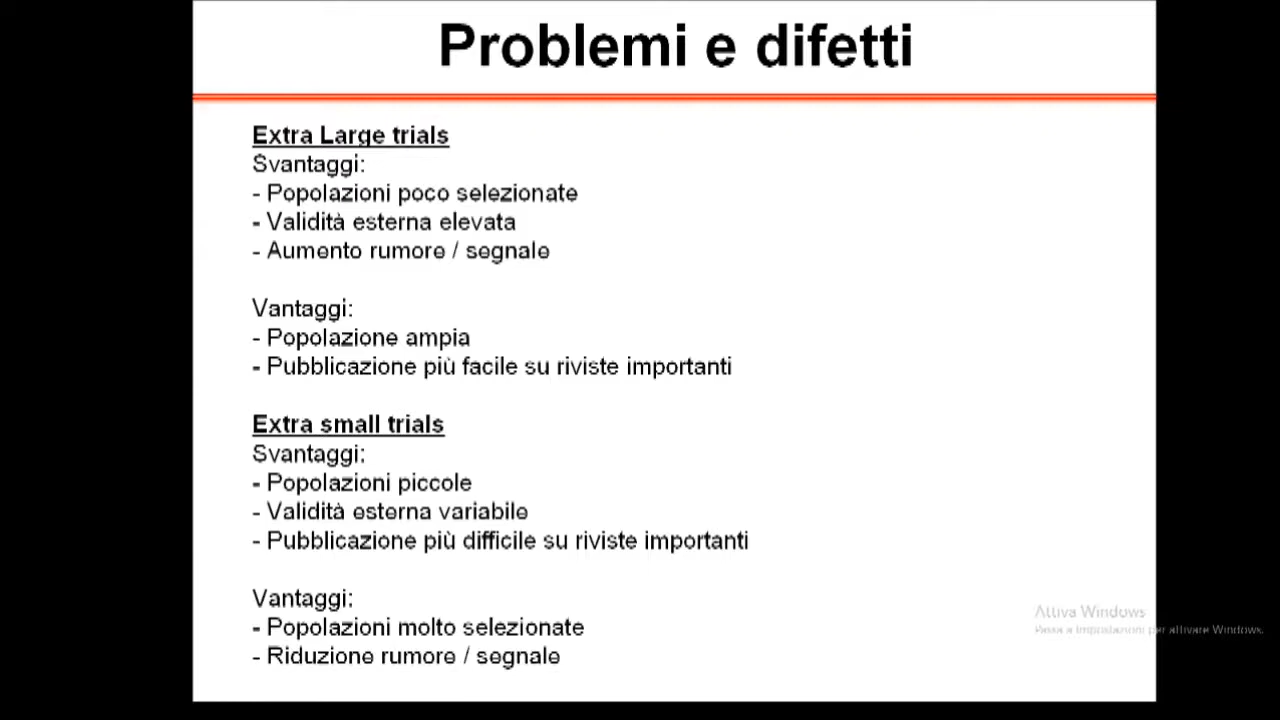 Problemi e difetti
Extra Large trials
Svantaggi:
- Popolazioni poco selezionate
- Validità esterna elevata
- Aumento rumore / segnale
Vantaggi:
- Popolazione ampia
- Pubblicazione più facile su riviste importanti
Extra small trials
Svantaggi:
- Popolazioni piccole
- Validità esterna variabile
- Pubblicazione più difficile su riviste importanti
Vantaggi:
- Popolazioni molto selezionate
- Riduzione rumore / segnale
Attiva Windows
Passa a Impostazioni per attivare Windows.